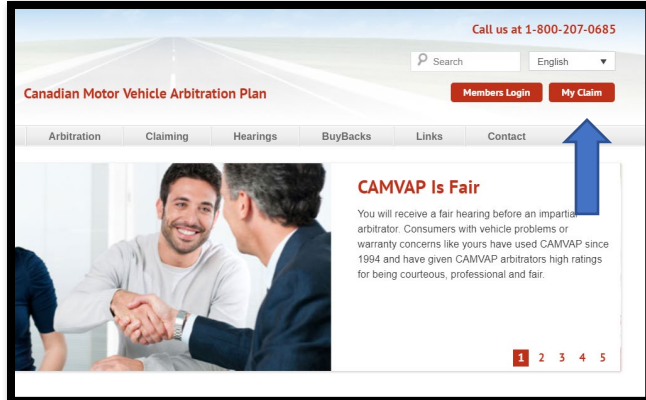 Call us at 1-800-207-0685
Search
English
Canadian Motor Vehicle Arbitration Plan
Members Login
My Claim
Arbitration Claiming Hearings BuyBacks Links Contact
CAMVAP Is Fair
You will receive a fair hearing before an impartial
arbitrator. Consumers with vehicle problems or
warranty concerns like yours have used CAMVAP since
1994 and have given CAMVAP arbitrators high ratings
for being courteous, professional and fair.
1 2 3 4 5